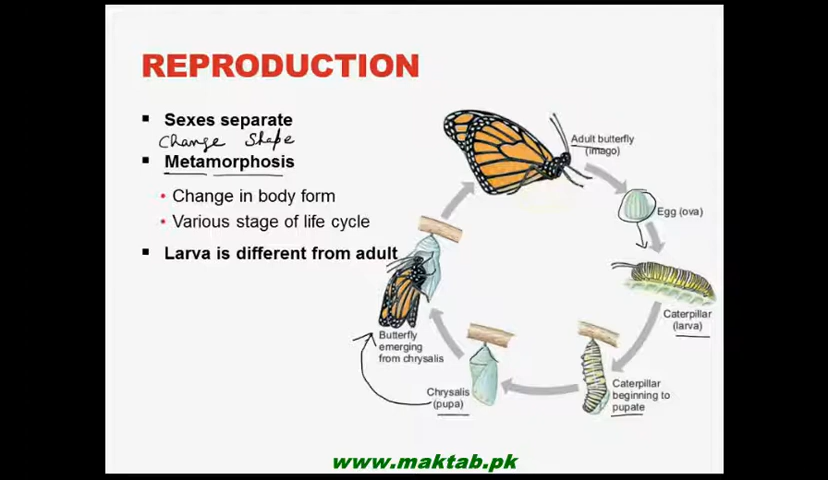 REPRODUCTION
▪ Sexes separate
Change Shape
▪ Metamorphosis
• Change in body form
• Various stage of life cycle
▪ Larva is different from adult
Adult butterfly
(imago)
Egg (ova)
Caterpillar
(larva)
Caterpillar
beginning to
pupate
Chrysalis
(pupa)
Butterfly
emerging
from chrysalis
www.maktab.pk